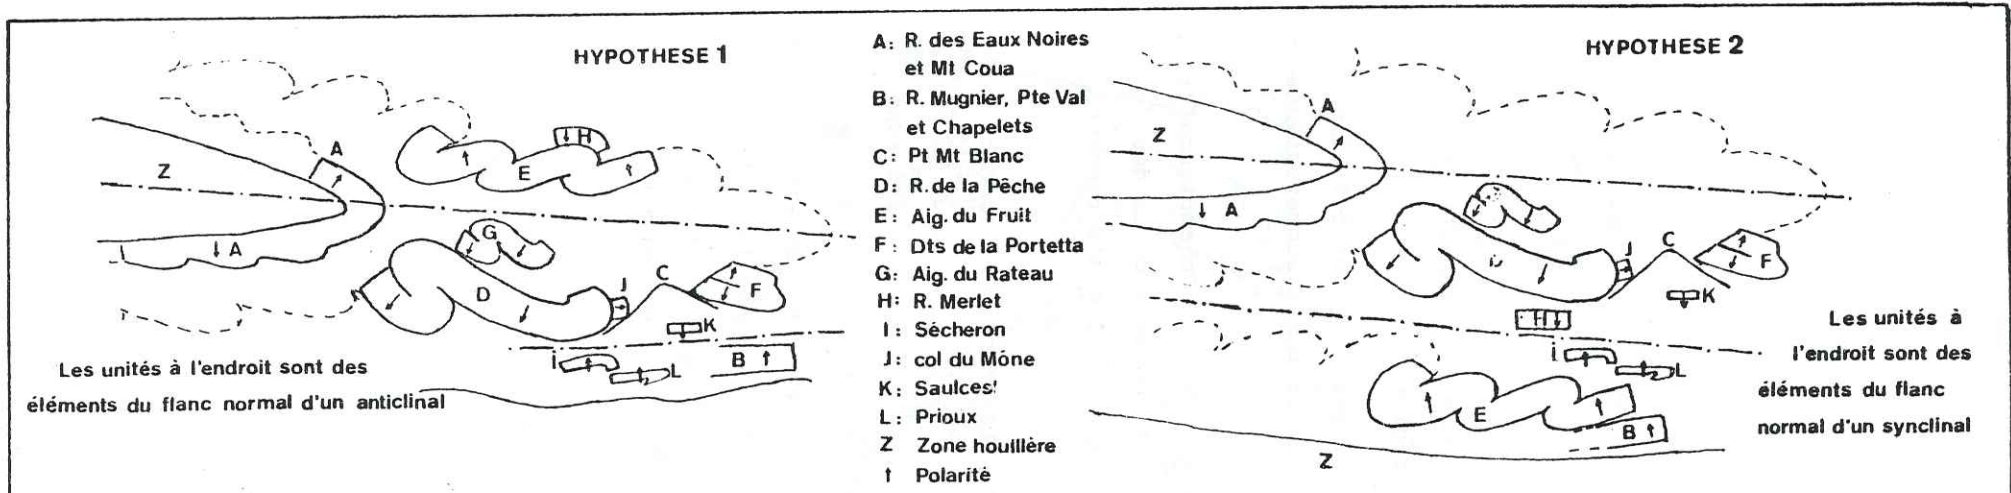 HYPOTHESE 1
A
Z
A
H
E
G
D
J
C
F
K
I
L
B
Les unités à l'endroit sont des
éléments du flanc normal d'un anticlinal
A: R. des Eaux Noires
et Mt Coua
B: R. Mugnier, Pte Val
et Chapelets
C: Pt Mt Blanc
D: R. de la Pêche
E: Aig. du Fruit
F: Dts de la Portetta
G: Aig. du Rateau
H: R. Merlet
I: Sécheron
J: col du Mône
K: Saulces
L: Prioux
Z Zone houillère
↑ Polarité
HYPOTHESE 2
A
Z
A
D
J
C
F
K
H
I
L
E
B
Z
Les unités à
l'endroit sont des
éléments du flanc
normal d'un synclinal